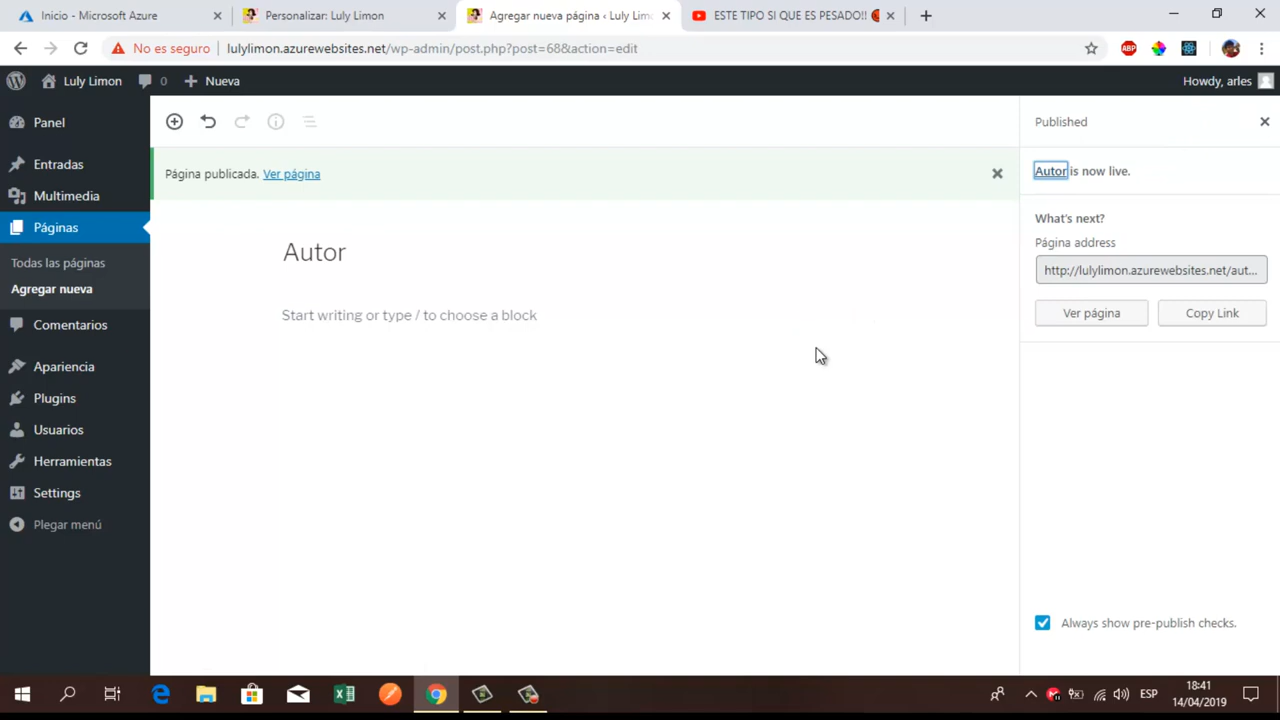 Inicio - Microsoft Azure
Personalizar: Luly Limon
Agregar nueva página ‹ Luly Limo
ESTE TIPO SI QUE ES PESADO!!
No es seguro
lulylimon.azurewebsites.net/wp-admin/post.php?post=68&action=edit
ABP
Luly Limon
0
Nueva
Howdy, arles
Panel
Entradas
Multimedia
Páginas
Todas las páginas
Agregar nueva
Comentarios
Apariencia
Plugins
Usuarios
Herramientas
Settings
Plegar menú
Página publicada. Ver página
Autor
Start writing or type / to choose a block
Published
Autor is now live.
What's next?
Página address
http://lulylimon.azurewebsites.net/aut...
Ver página
Copy Link
Always show pre-publish checks.
ESP
18:41
14/04/2019